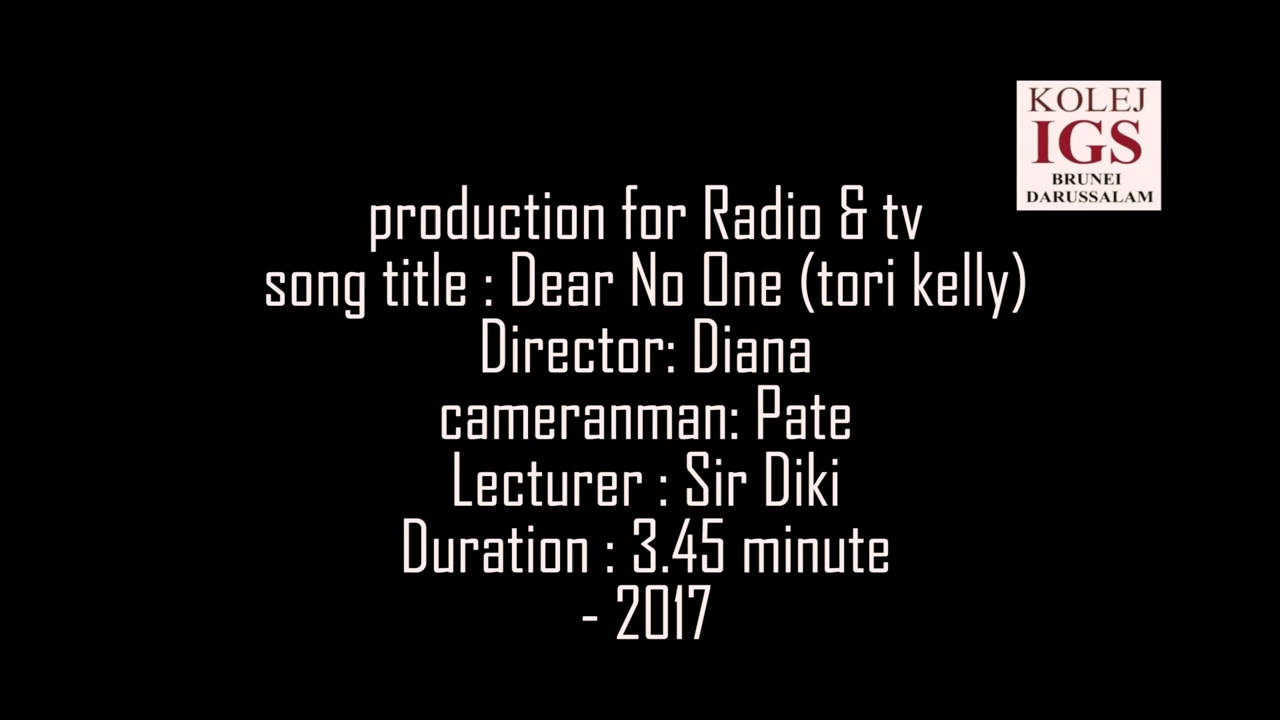 KOLEJ
IGS
BRUNEI
DARUSSALAM
production for Radio & tv
song title : Dear No One (tori kelly)
Director: Diana
cameranman: Pate
Lecturer : Sir Diki
Duration : 3.45 minute
- 2017